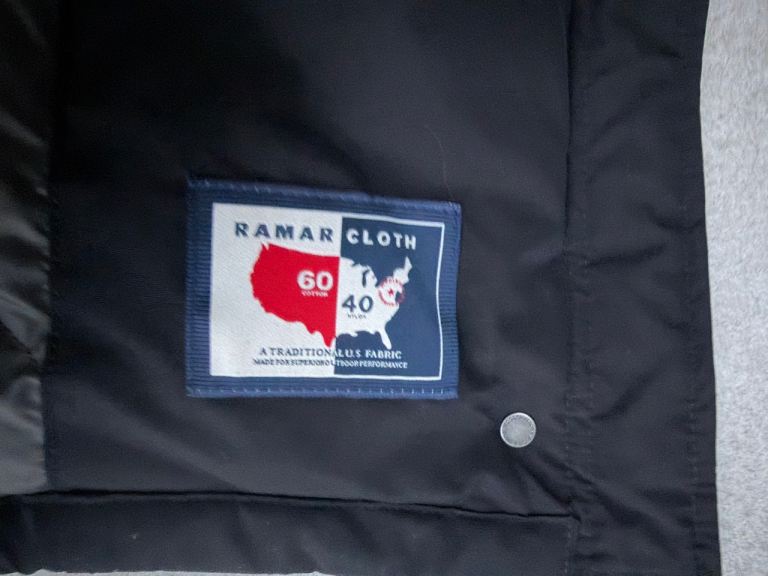 RAMAR CLOTH
60 40
COTTON NYLON
A TRADITIONAL U.S. FABRIC
MADE FOR SUPERIOR OUTDOOR PERFORMANCE